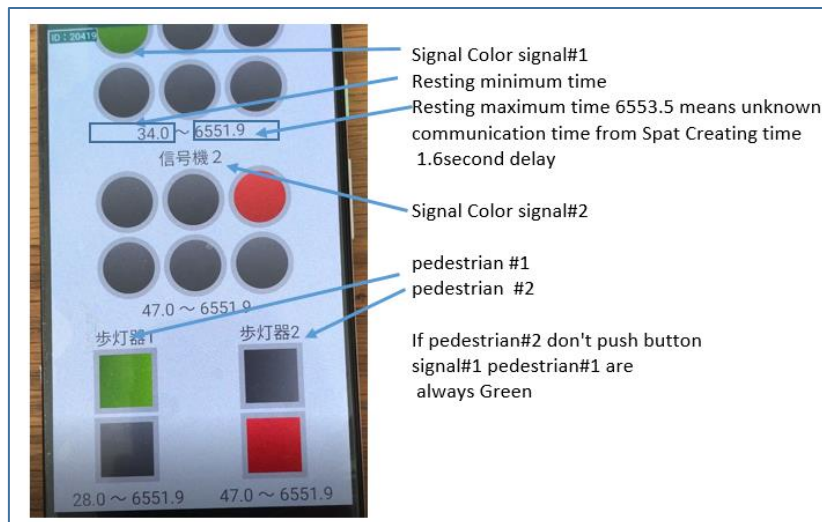 ID：20419
Signal Color signal#1
Resting minimum time
Resting maximum time 6553.5 means unknown
communication time from Spat Creating time
1.6second delay
34.0～6551.9
信号機２
Signal Color signal#2
47.0～6551.9
pedestrian #1
pedestrian  #2
歩灯器1
歩灯器2
If pedestrian#2 don't push button
signal#1 pedestrian#1 are
always Green
28.0～6551.9
47.0～6551.9